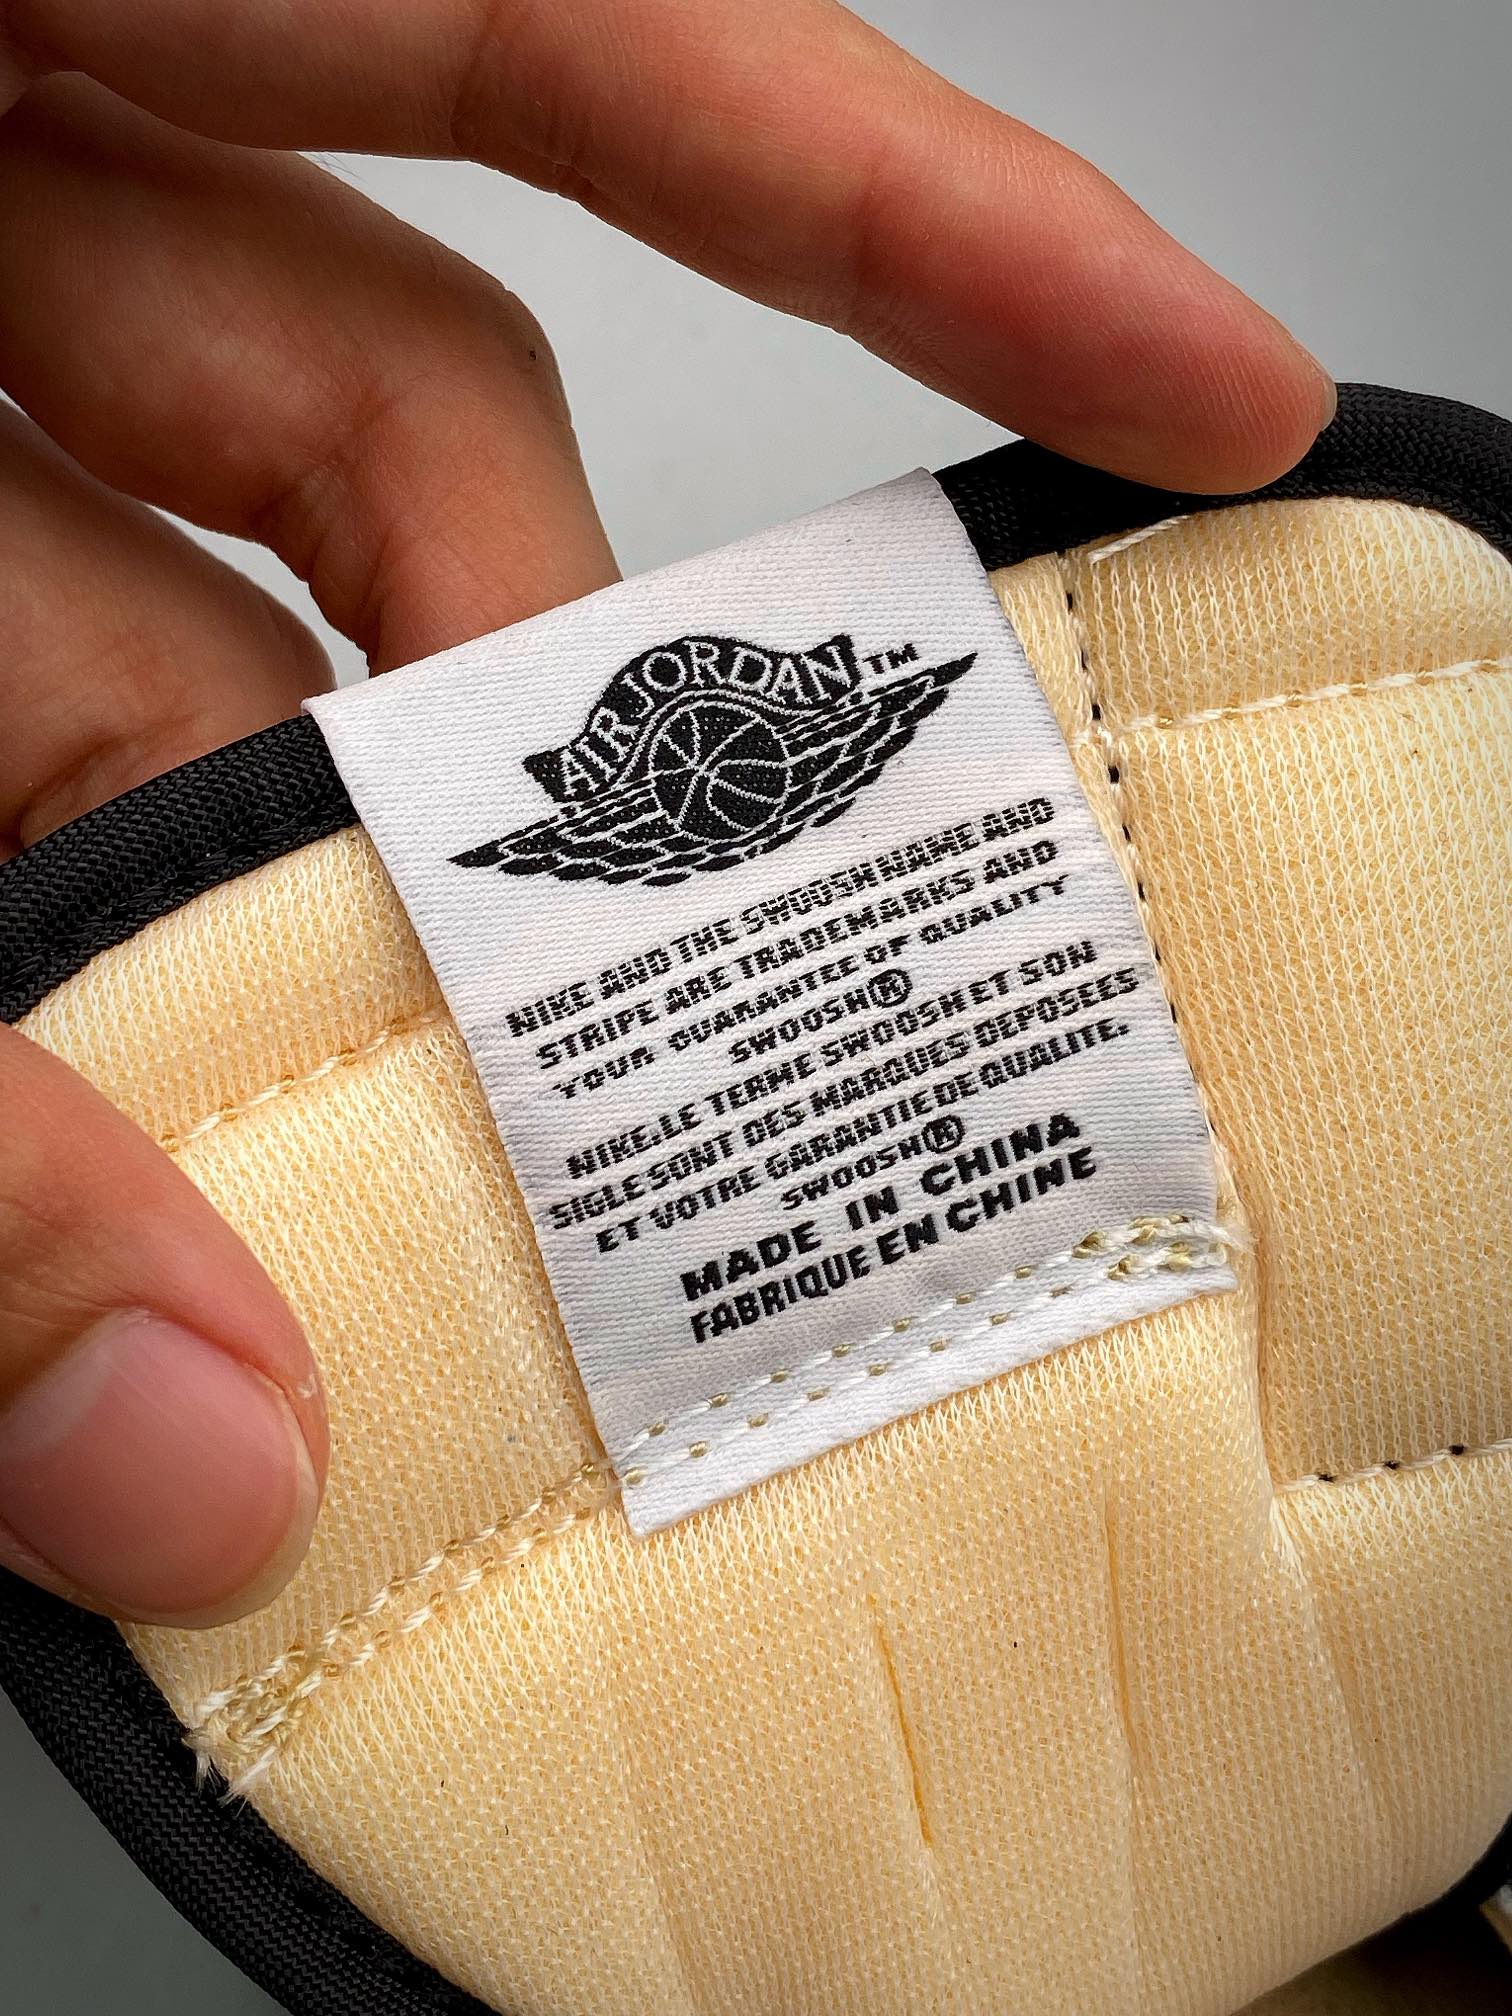 AIR JORDAN TM
NIKE AND THE SWOOSH NAME AND
STRIPE ARE TRADEMARKS AND
YOUR GUARANTEE OF QUALITY
SWOOSH®
NIKE.LE TERME SWOOSH ET SON
SIGLE SONT DES MARQUES DEPOSEES
ET VOTRE GARANTIE DE QUALITE.
SWOOSH®
MADE IN CHINA
FABRIQUE EN CHINE